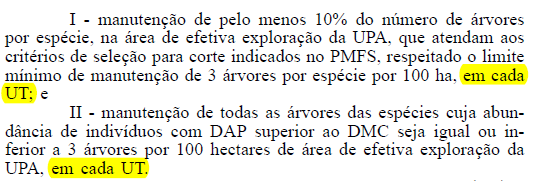 I - manutenção de pelo menos 10% do número de árvores
por espécie, na área de efetiva exploração da UPA, que atendam aos
critérios de seleção para corte indicados no PMFS, respeitado o limite
mínimo de manutenção de 3 árvores por espécie por 100 ha, em cada
UT; e
II - manutenção de todas as árvores das espécies cuja abun-
dância de indivíduos com DAP superior ao DMC seja igual ou in-
ferior a 3 árvores por 100 hectares de área de efetiva exploração da
UPA, em cada UT.